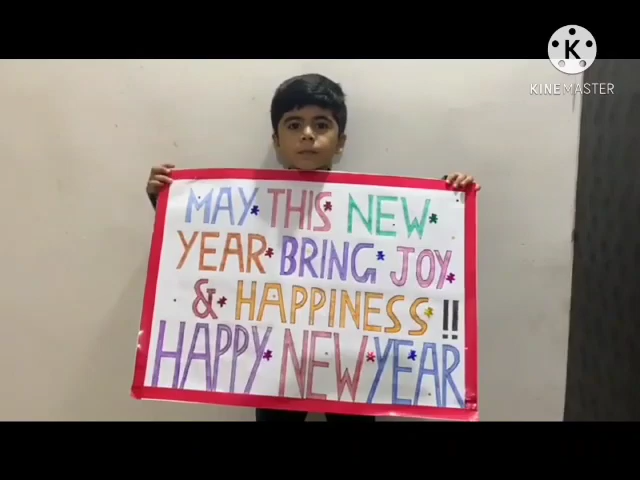 K
KINEMASTER
MAY THIS NEW
YEAR BRING JOY
& HAPPINESS !!
HAPPY NEW YEAR